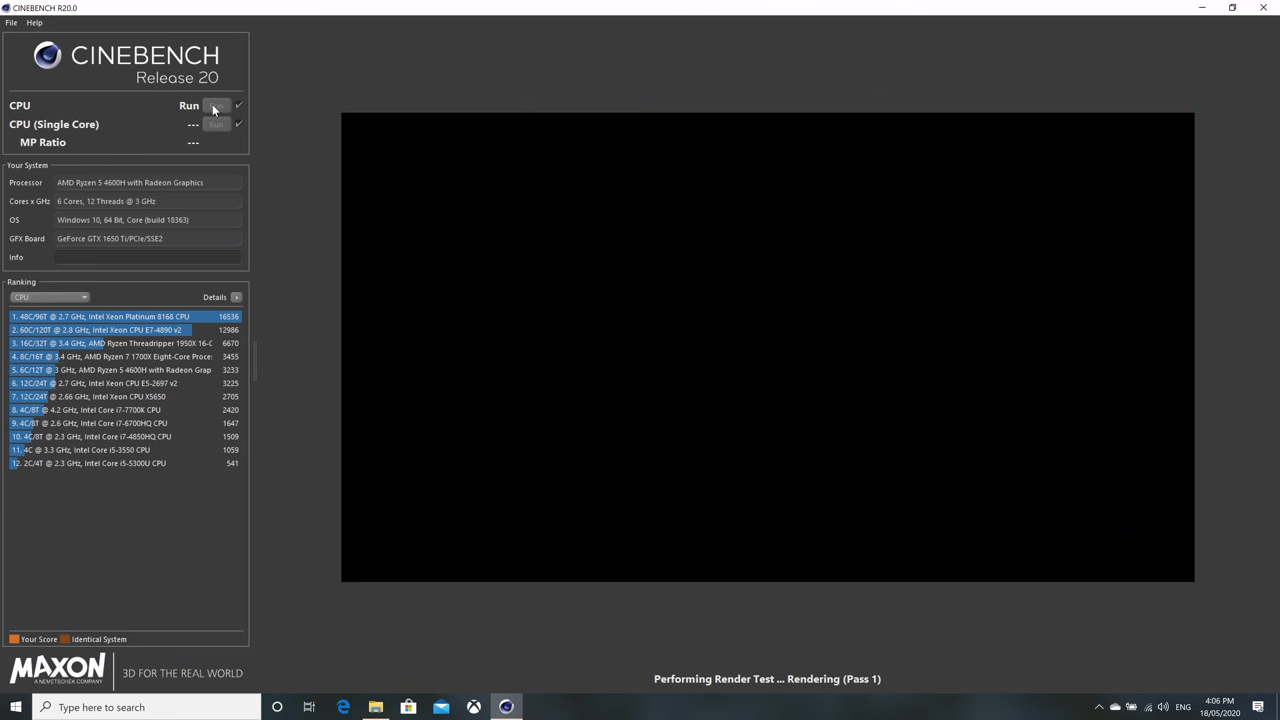 CINEBENCH R20.0
File Help
CINEBENCH
Release 20
CPU Run
CPU (Single Core) --- Run
MP Ratio ---
Your System
Processor AMD Ryzen 5 4600H with Radeon Graphics
Cores x GHz 6 Cores, 12 Threads @ 3 GHz
OS Windows 10, 64 Bit, Core (build 18363)
GFX Board GeForce GTX 1650 Ti/PCIe/SSE2
Info
Ranking
CPU Details
1. 48C/96T @ 2.7 GHz, Intel Xeon Platinum 8168 CPU 16536
2. 60C/120T @ 2.8 GHz, Intel Xeon CPU E7-4890 v2 12986
3. 16C/32T @ 3.4 GHz, AMD Ryzen Threadripper 1950X 16-C 6670
4. 8C/16T @ 3.4 GHz, AMD Ryzen 7 1700X Eight-Core Proce: 3455
5. 6C/12T @ 3 GHz, AMD Ryzen 5 4600H with Radeon Grap 3233
6. 12C/24T @ 2.7 GHz, Intel Xeon CPU E5-2697 v2 3225
7. 12C/24T @ 2.66 GHz, Intel Xeon CPU X5650 2705
8. 4C/8T @ 4.2 GHz, Intel Core i7-7700K CPU 2420
9. 4C/8T @ 2.6 GHz, Intel Core i7-6700HQ CPU 1647
10. 4C/8T @ 2.3 GHz, Intel Core i7-4850HQ CPU 1509
11. 4C @ 3.3 GHz, Intel Core i5-3550 CPU 1059
12. 2C/4T @ 2.3 GHz, Intel Core i5-5300U CPU 541
Your Score Identical System
MAXON
A NEMETSCHEK COMPANY
3D FOR THE REAL WORLD
Performing Render Test ... Rendering (Pass 1)
Type here to search
ENG
4:06 PM
18/05/2020